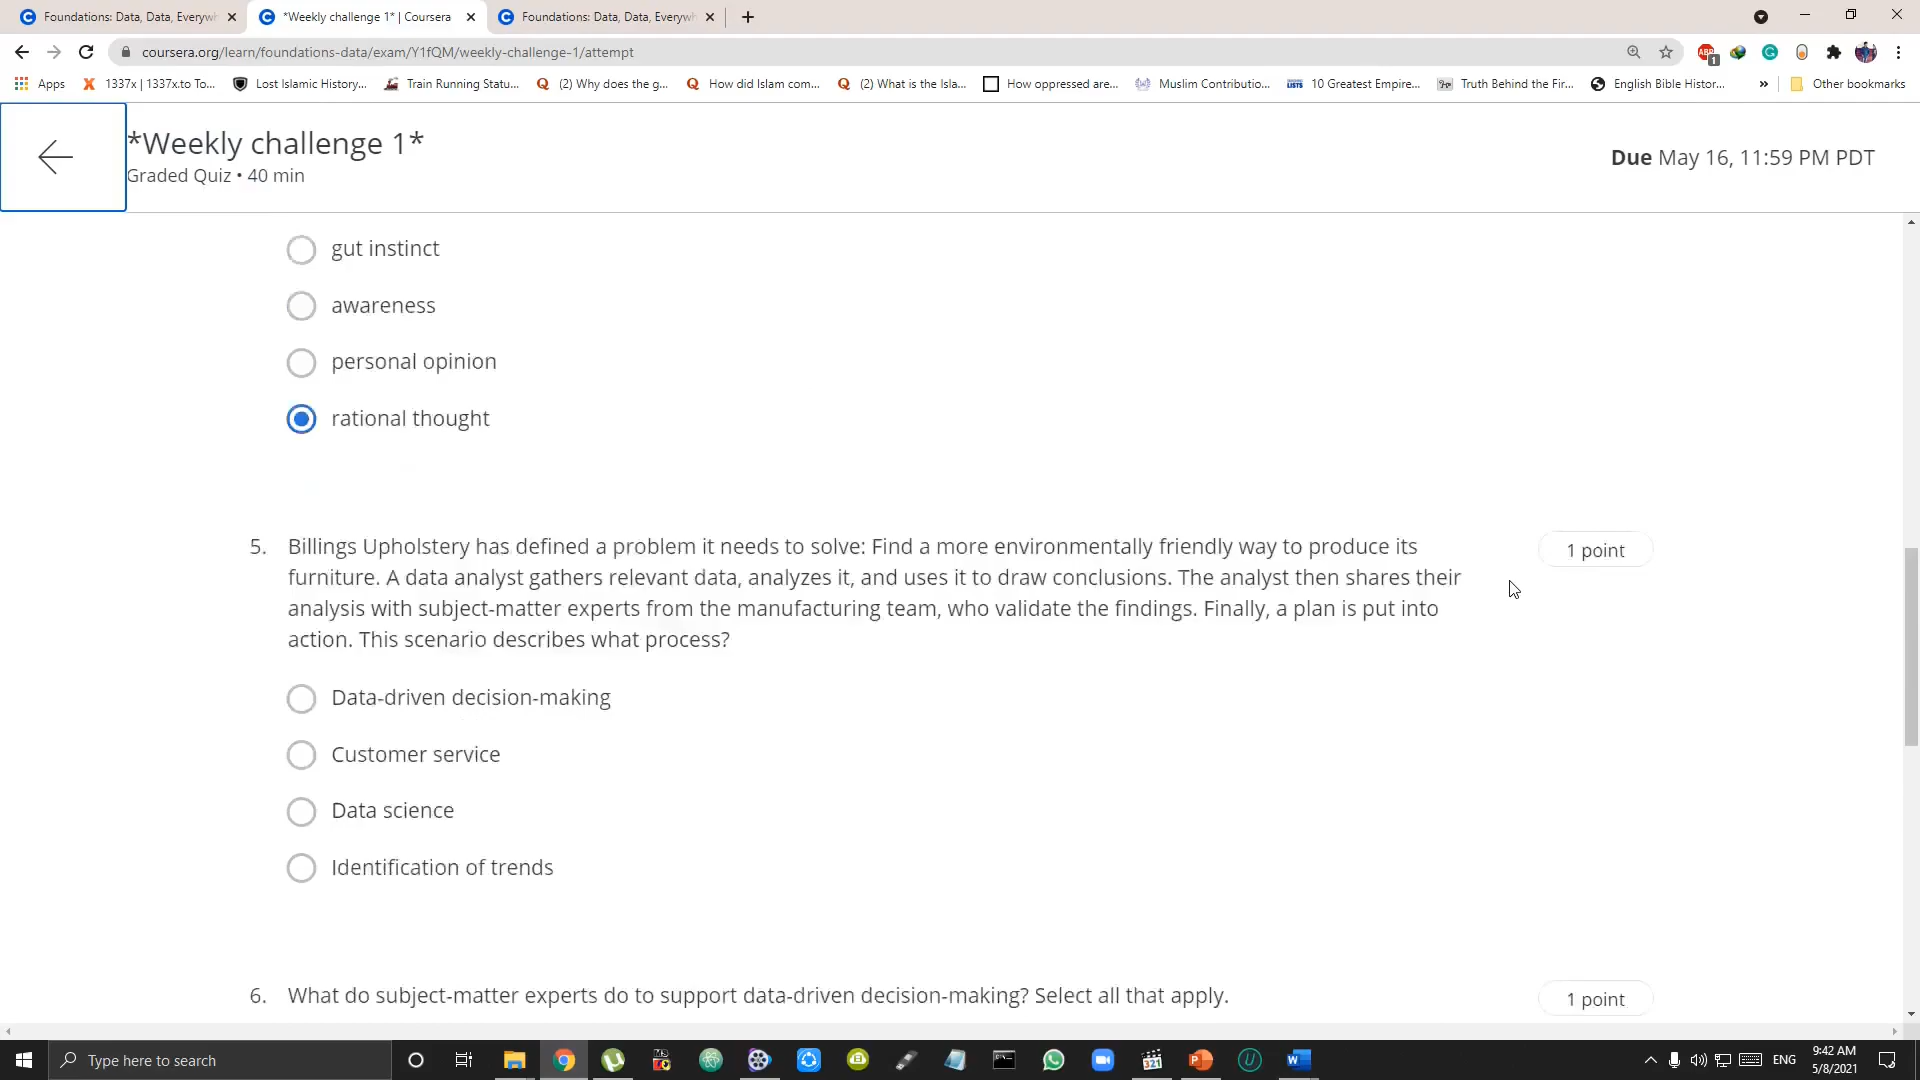 Foundations: Data, Data, Everywh
*Weekly challenge 1* | Coursera
Foundations: Data, Data, Everywh
coursera.org/learn/foundations-data/exam/Y1fQM/weekly-challenge-1/attempt
Apps
1337x | 1337x.to To...
Lost Islamic History...
Train Running Statu...
(2) Why does the g...
How did Islam com...
(2) What is the Isla...
How oppressed are...
Muslim Contributio...
10 Greatest Empire...
Truth Behind the Fir...
English Bible Histor...
»
Other bookmarks
*Weekly challenge 1*
Graded Quiz • 40 min
Due May 16, 11:59 PM PDT
gut instinct
awareness
personal opinion
rational thought
5. Billings Upholstery has defined a problem it needs to solve: Find a more environmentally friendly way to produce its
furniture. A data analyst gathers relevant data, analyzes it, and uses it to draw conclusions. The analyst then shares their
analysis with subject-matter experts from the manufacturing team, who validate the findings. Finally, a plan is put into
action. This scenario describes what process?
1 point
Data-driven decision-making
Customer service
Data science
Identification of trends
6. What do subject-matter experts do to support data-driven decision-making? Select all that apply.
1 point
Type here to search
ENG
9:42 AM
5/8/2021